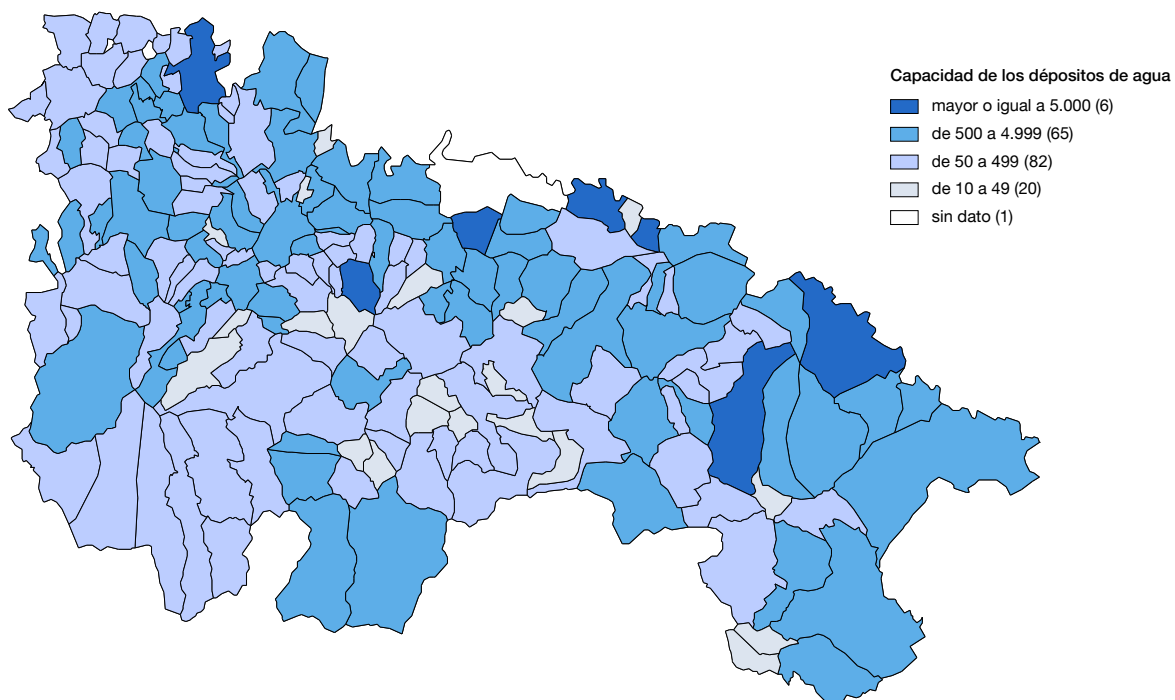 Capacidad de los dépositos de agua
mayor o igual a 5.000 (6)
de 500 a 4.999 (65)
de 50 a 499 (82)
de 10 a 49 (20)
sin dato (1)